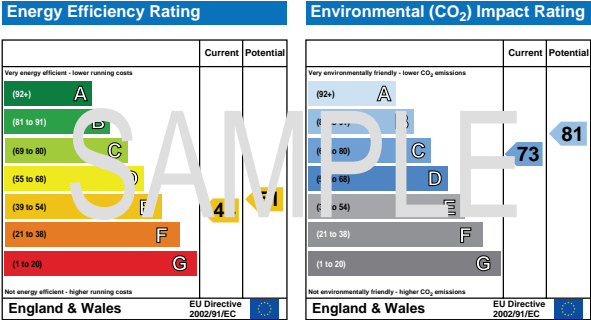 Energy Efficiency Rating
Current Potential
Very energy efficient - lower running costs
(92+) A
(81 to 91) B
(69 to 80) C
(55 to 68) D
(39 to 54) E
(21 to 38) F
(1 to 20) G
Not energy efficient - higher running costs
England & Wales
EU Directive
2002/91/EC
Environmental (CO₂) Impact Rating
Current Potential
Very environmentally friendly - lower CO₂ emissions
(92+) A
B
C
D
E
(21 to 38) F
(1 to 20) G
73
81
Not environmentally friendly - higher CO₂ emissions
England & Wales
EU Directive
2002/91/EC
SAMPLE